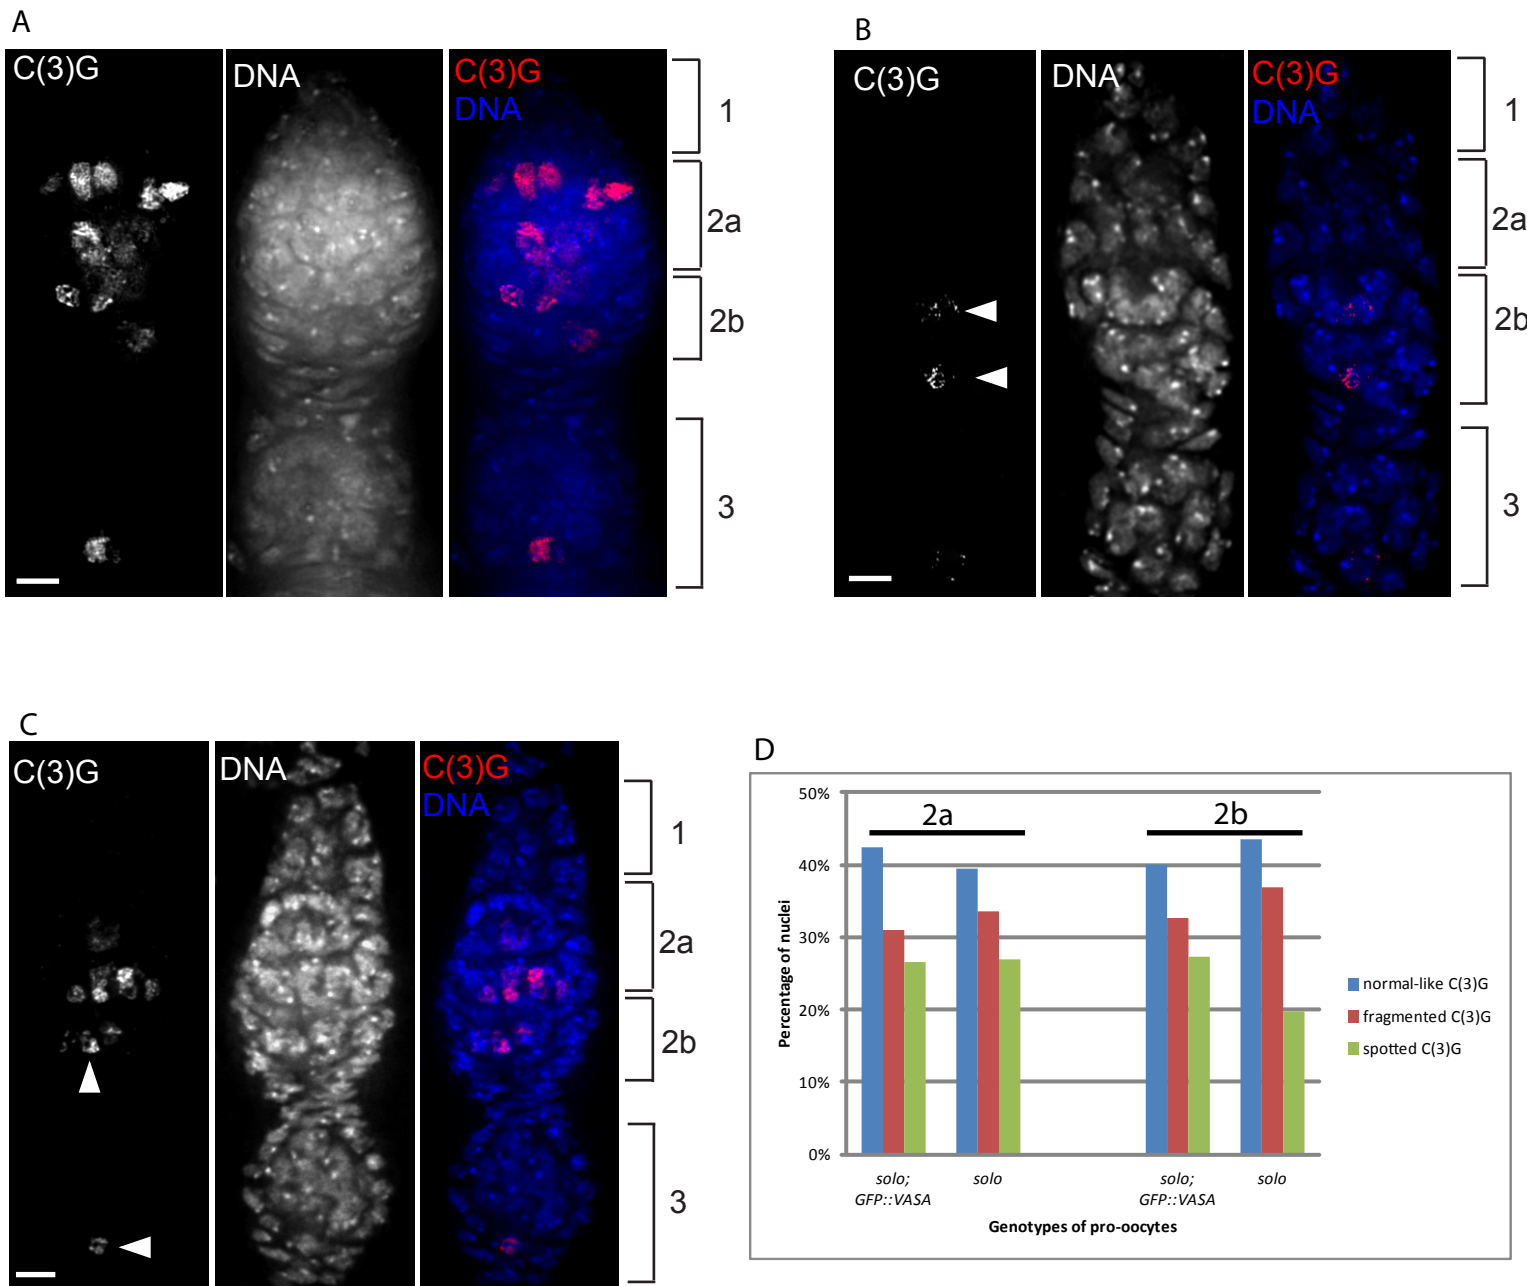 A
C(3)G
DNA
C(3)G
DNA
1
2a
2b
3
B
C(3)G
DNA
C(3)G
DNA
1
2a
2b
3
C
C(3)G
DNA
C(3)G
DNA
1
2a
2b
3
D
50%
40%
30%
20%
10%
0%
Percentage of nuclei
2a
2b
solo;
GFP::VASA
solo
solo;
GFP::VASA
solo
Genotypes of pro-oocytes
normal-like C(3)G
fragmented C(3)G
spotted C(3)G